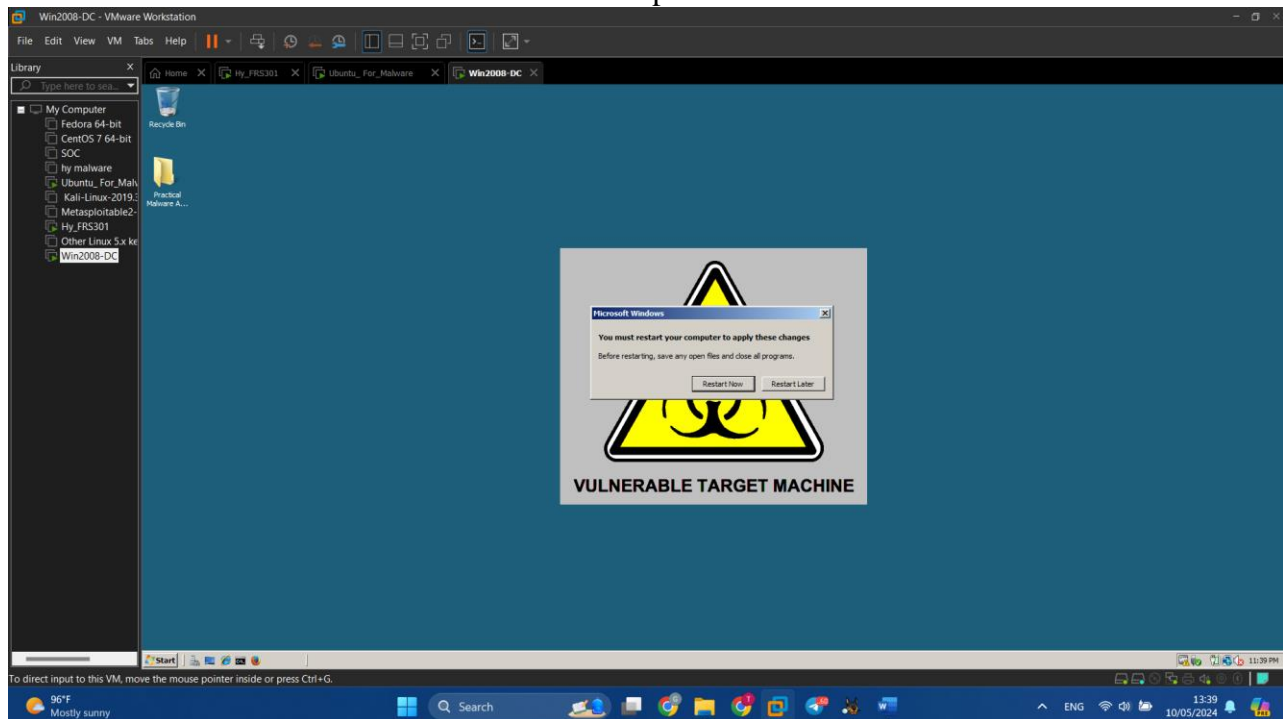 Win2008-DC - VMware Workstation
File Edit View VM Tabs Help
Library X
Type here to sea...
Home
Hy_FRS301
Ubuntu_ For_Malware
Win2008-DC
My Computer
Fedora 64-bit
CentOS 7 64-bit
SOC
hy malware
Ubuntu_ For_Malw
Kali-Linux-2019.3
Metasploitable2-
Hy_FRS301
Other Linux 5.x ke
Win2008-DC
Recycle Bin
Practical
Malware A...
Microsoft Windows
You must restart your computer to apply these changes
Before restarting, save any open files and close all programs.
Restart Now Restart Later
VULNERABLE TARGET MACHINE
Start
11:39 PM
To direct input to this VM, move the mouse pointer inside or press Ctrl+G.
96°F
Mostly sunny
Search
ENG
13:39
10/05/2024